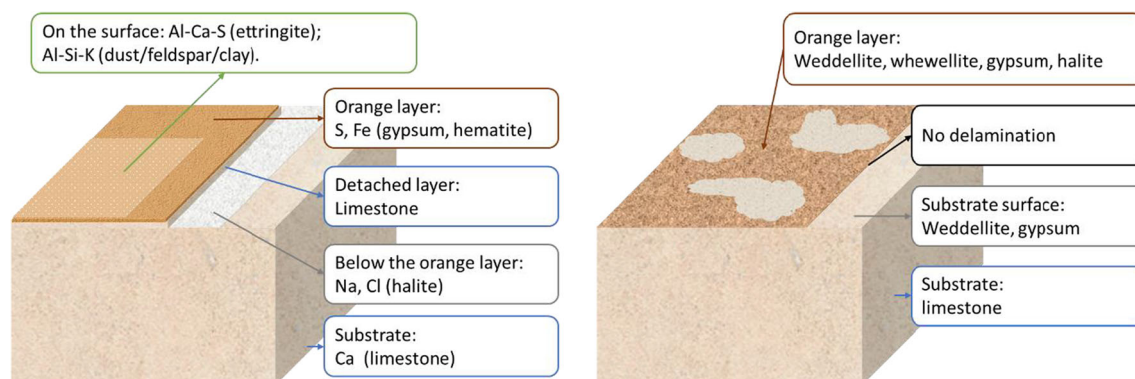 On the surface: Al-Ca-S (ettringite);
Al-Si-K (dust/feldspar/clay).
Orange layer:
S, Fe (gypsum, hematite)
Detached layer:
Limestone
Below the orange layer:
Na, Cl (halite)
Substrate:
Ca (limestone)
Orange layer:
Weddellite, whewellite, gypsum, halite
No delamination
Substrate surface:
Weddellite, gypsum
Substrate:
limestone